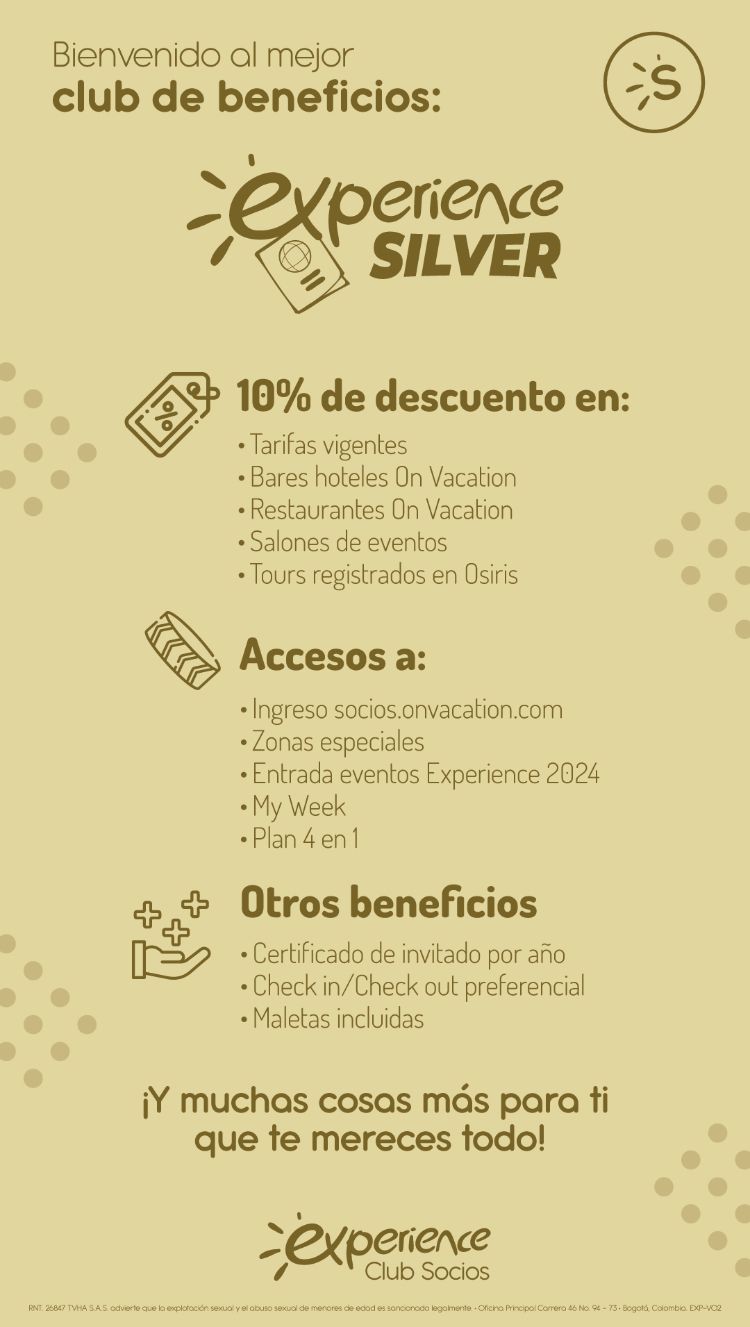 Bienvenido al mejor
club de beneficios:
S
experience
SILVER
10% de descuento en:
• Tarifas vigentes
• Bares hoteles On Vacation
• Restaurantes On Vacation
• Salones de eventos
• Tours registrados en Osiris
Accesos a:
• Ingreso socios.onvacation.com
• Zonas especiales
• Entrada eventos Experience 2024
• My Week
• Plan 4 en 1
Otros beneficios
• Certificado de invitado por año
• Check in/Check out preferencial
• Maletas incluidas
¡Y muchas cosas más para ti
que te mereces todo!
experience
Club Socios
RNT. 26847 TVHA S.A.S. advierte que la explotación sexual y el abuso sexual de menores de edad es sancionado legalmente. • Oficina Principal Carrera 46 No. 94 - 73 • Bogotá, Colombia. EXP-V012